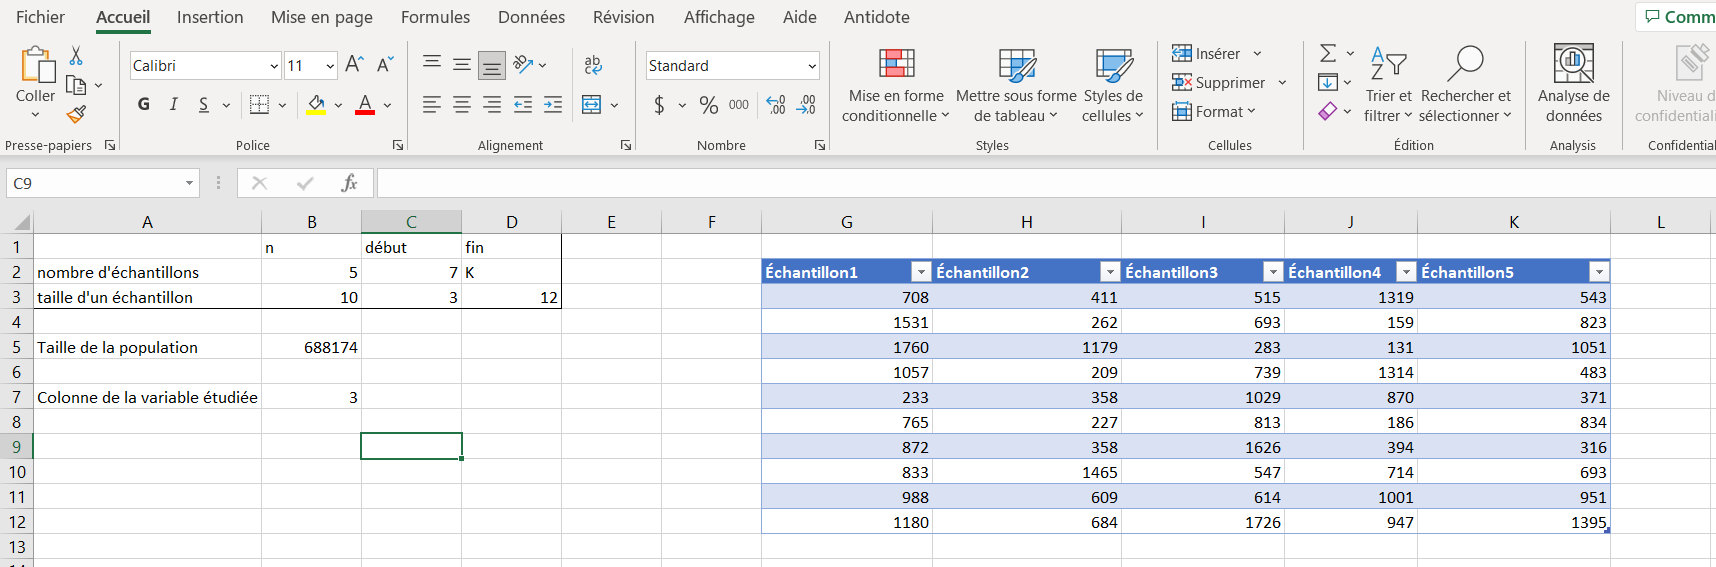 Fichier Accueil Insertion Mise en page Formules Données Révision Affichage Aide Antidote Comm
Calibri 11 Standard Insérer
Coller Mise en forme Mettre sous forme Styles de Supprimer Trier et Rechercher et Analyse de Niveau d
G I S A $ % 000 conditionnelle de tableau cellules Format filtrer sélectionner données confidentiali
Presse-papiers Police Alignement Nombre Styles Cellules Édition Analysis Confidential
C9 fx
A B C D E F G H I J K L
1 n début fin
2 nombre d'échantillons 5 7 K Échantillon1 Échantillon2 Échantillon3 Échantillon4 Échantillon5
3 taille d'un échantillon 10 3 12 708 411 515 1319 543
4 1531 262 693 159 823
5 Taille de la population 688174 1760 1179 283 131 1051
6 1057 209 739 1314 483
7 Colonne de la variable étudiée 3 233 358 1029 870 371
8 765 227 813 186 834
9 872 358 1626 394 316
10 833 1465 547 714 693
11 988 609 614 1001 951
12 1180 684 1726 947 1395
13